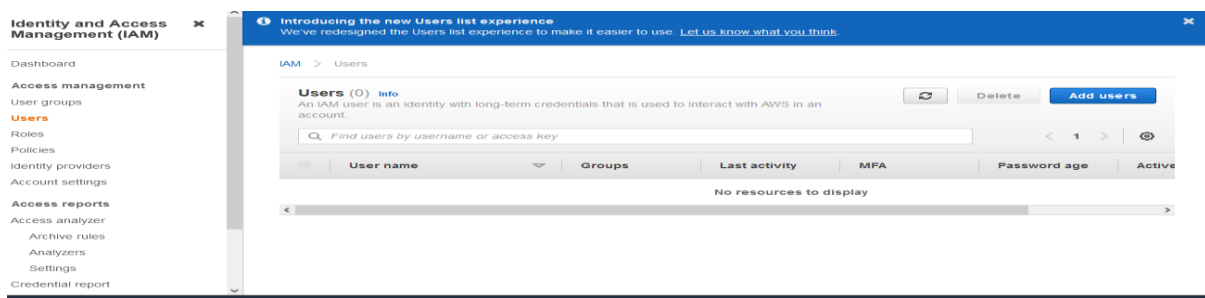 Identity and Access
Management (IAM)
Dashboard
Access management
User groups
Users
Roles
Policies
Identity providers
Account settings
Access reports
Access analyzer
Archive rules
Analyzers
Settings
Credential report
Introducing the new Users list experience
We've redesigned the Users list experience to make it easier to use. Let us know what you think.
IAM > Users
Users (0) Info
An IAM user is an identity with long-term credentials that is used to interact with AWS in an
account.
Delete
Add users
Find users by username or access key
< 1 >
User name Groups Last activity MFA Password age Active
No resources to display